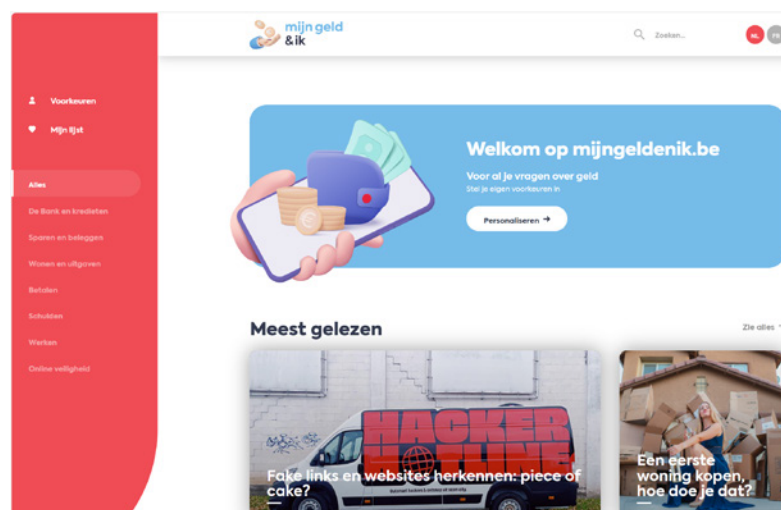 mijn geld
& ik
Zoeken...
NL
FR
Voorkeuren
Mijn lijst
Alles
De Bank en kredieten
Sparen en beleggen
Wonen en uitgaven
Betalen
Schulden
Werken
Online veiligheid
Welkom op mijngeldenik.be
Voor al je vragen over geld
Stel je eigen voorkeuren in
Personaliseren →
Meest gelezen
Zie alles
HACKER
HOTLINE
Fake links en websites herkennen: piece of
cake?
Een eerste
woning kopen,
hoe doe je dat?